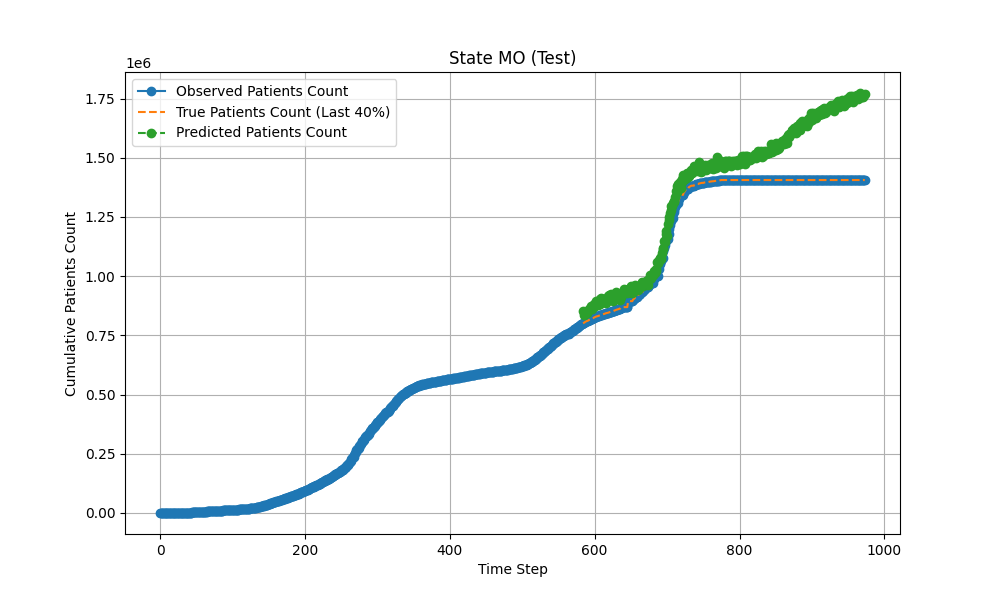 State MO (Test)
1e6
Observed Patients Count
True Patients Count (Last 40%)
Predicted Patients Count
1.75
1.50
1.25
1.00
0.75
0.50
0.25
0.00
Cumulative Patients Count
0 200 400 600 800 1000
Time Step